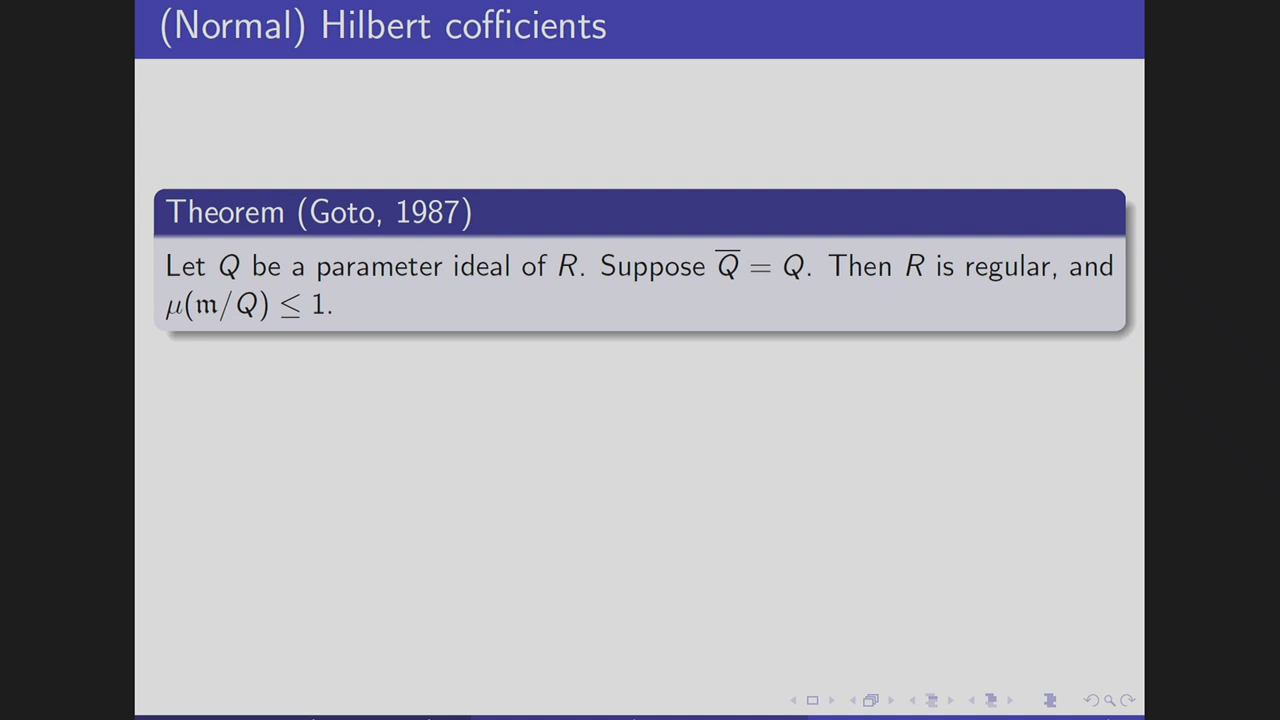 (Normal) Hilbert cofficients
Theorem (Goto, 1987)
Let Q be a parameter ideal of R. Suppose Q̅ = Q. Then R is regular, and
μ(𝔪/Q) ≤ 1.